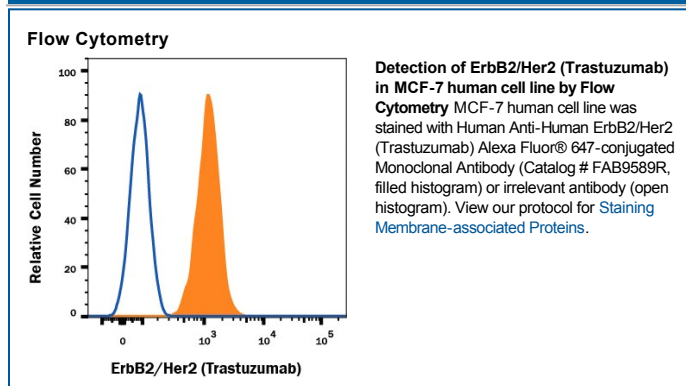 Flow Cytometry
100
80
60
40
20
0
Relative Cell Number
0
10³
10⁴
10⁵
ErbB2/Her2 (Trastuzumab)
Detection of ErbB2/Her2 (Trastuzumab)
in MCF-7 human cell line by Flow
Cytometry MCF-7 human cell line was
stained with Human Anti-Human ErbB2/Her2
(Trastuzumab) Alexa Fluor® 647-conjugated
Monoclonal Antibody (Catalog # FAB9589R,
filled histogram) or irrelevant antibody (open
histogram). View our protocol for Staining
Membrane-associated Proteins.